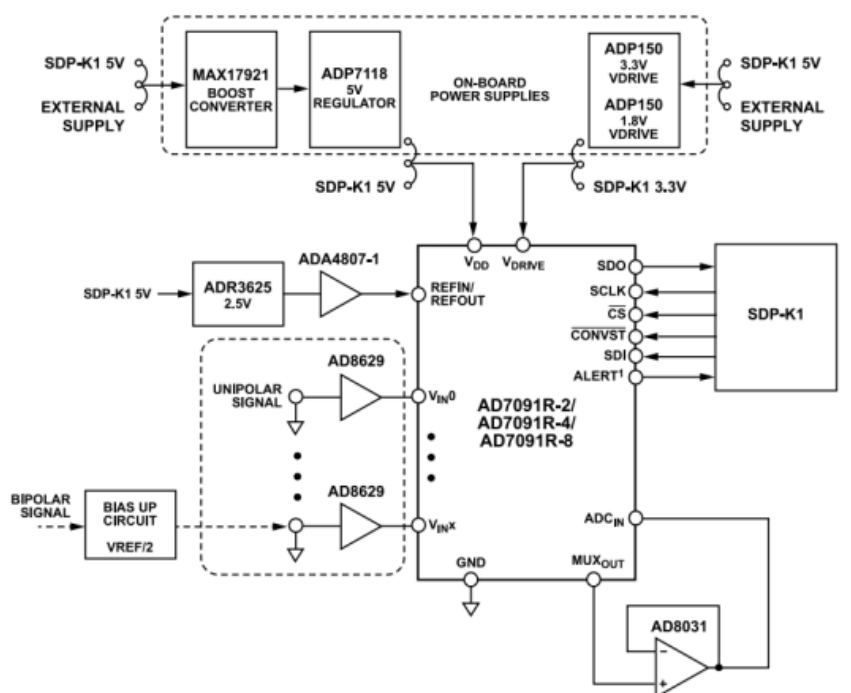 SDP-K1 5V
EXTERNAL
SUPPLY
MAX17921
BOOST
CONVERTER
ADP7118
5V
REGULATOR
ON-BOARD
POWER SUPPLIES
ADP150
3.3V
VDRIVE
ADP150
1.8V
VDRIVE
SDP-K1 5V
EXTERNAL
SUPPLY
SDP-K1 5V
SDP-K1 3.3V
VDD
VDRIVE
SDP-K1 5V
ADR3625
2.5V
ADA4807-1
REFIN/
REFOUT
SDO
SCLK
CS
CONVST
SDI
ALERT1
SDP-K1
UNIPOLAR
SIGNAL
AD8629
VIN0
AD7091R-2/
AD7091R-4/
AD7091R-8
BIPOLAR
SIGNAL
BIAS UP
CIRCUIT
VREF/2
AD8629
VINX
ADCIN
GND
MUXOUT
AD8031
-
+